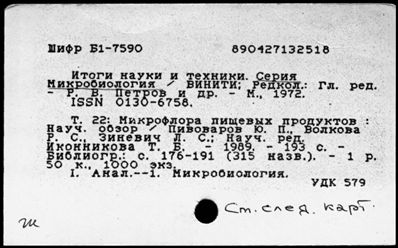 Шифр Б1-7590 890427132518
Итоги науки и техники. Серия
Микробиология / ВИНИТИ; Редкол.: Гл. ред.
- Р. В. Петров и др. - М., 1972.
ISSN 0130-6758.
Т. 22: Микрофлора пищевых продуктов :
Науч. обзор / Пивоваров Ю. П., Волкова
Р. С., Зиневич Л. С.; Науч. ред.
Иконникова Т. Б. - 1989. - 193 с. -
Библиогр.: с. 176-191 (315 назв.). - 1 р.
50 к., 1000 экз.
I. Анал.--1. Микробиология.
УДК 579
См. след. карт.